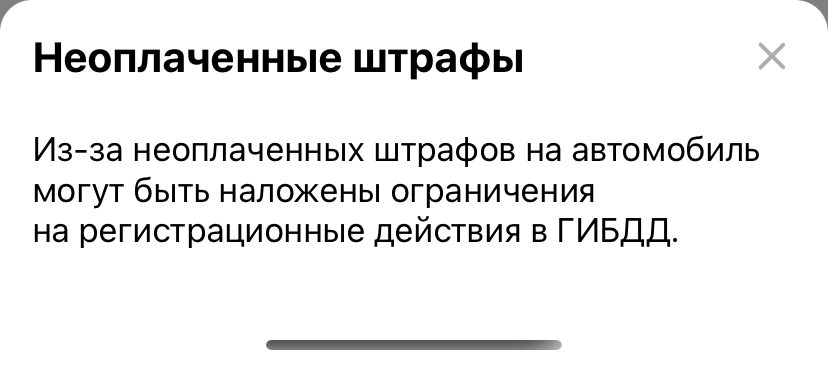 Неоплаченные штрафы
Из-за неоплаченных штрафов на автомобиль
могут быть наложены ограничения
на регистрационные действия в ГИБДД.